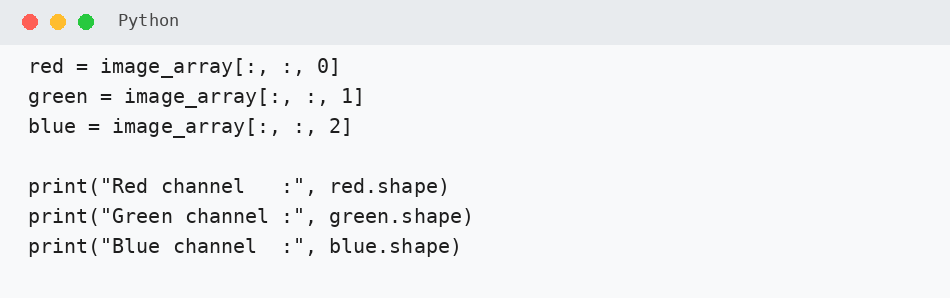 Python
red = image_array[:, :, 0]
green = image_array[:, :, 1]
blue = image_array[:, :, 2]
print("Red channel   :", red.shape)
print("Green channel :", green.shape)
print("Blue channel  :", blue.shape)